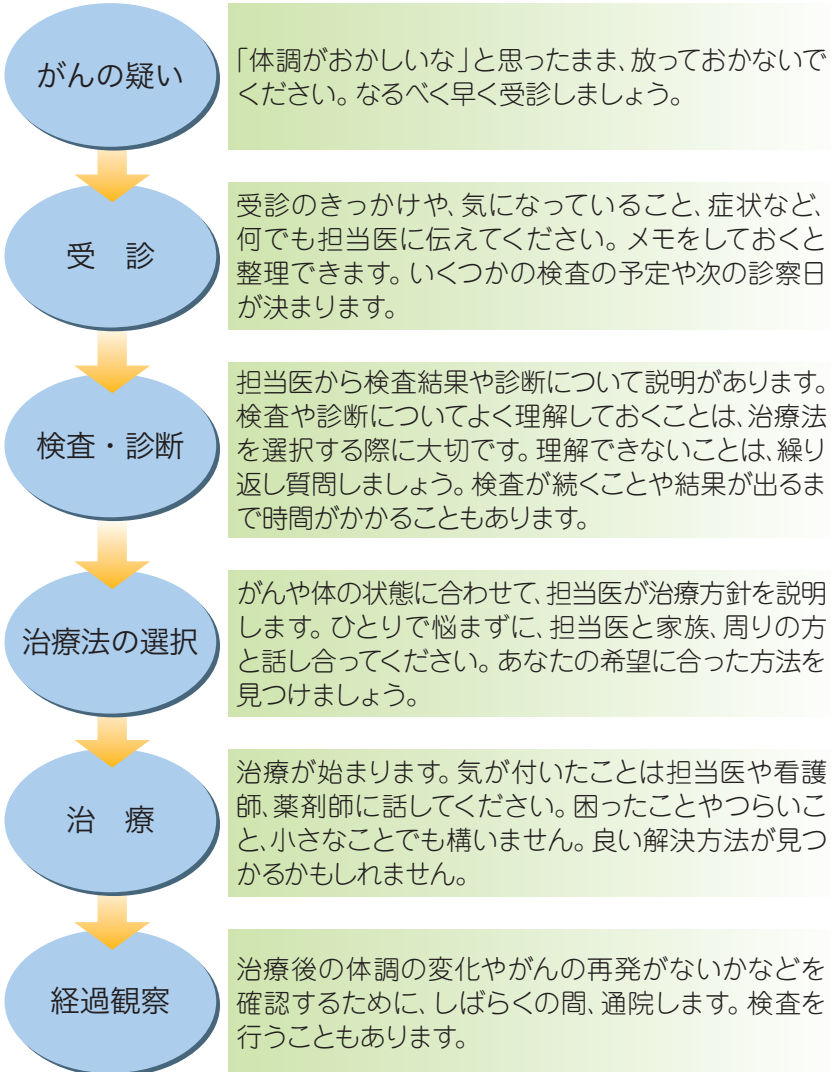 がんの疑い
「体調がおかしいな」と思ったまま、放っておかないで
ください。なるべく早く受診しましょう。
受　診
受診のきっかけや、気になっていること、症状など、
何でも担当医に伝えてください。メモをしておくと
整理できます。いくつかの検査の予定や次の診察日
が決まります。
検査・診断
担当医から検査結果や診断について説明があります。
検査や診断についてよく理解しておくことは、治療法
を選択する際に大切です。理解できないことは、繰り
返し質問しましょう。検査が続くことや結果が出るま
で時間がかかることもあります。
治療法の選択
がんや体の状態に合わせて、担当医が治療方針を説明
します。ひとりで悩まずに、担当医と家族、周りの方
と話し合ってください。あなたの希望に合った方法を
見つけましょう。
治　療
治療が始まります。気が付いたことは担当医や看護
師、薬剤師に話してください。困ったことやつらいこ
と、小さなことでも構いません。良い解決方法が見つ
かるかもしれません。
経過観察
治療後の体調の変化やがんの再発がないかなどを
確認するために、しばらくの間、通院します。検査を
行うこともあります。